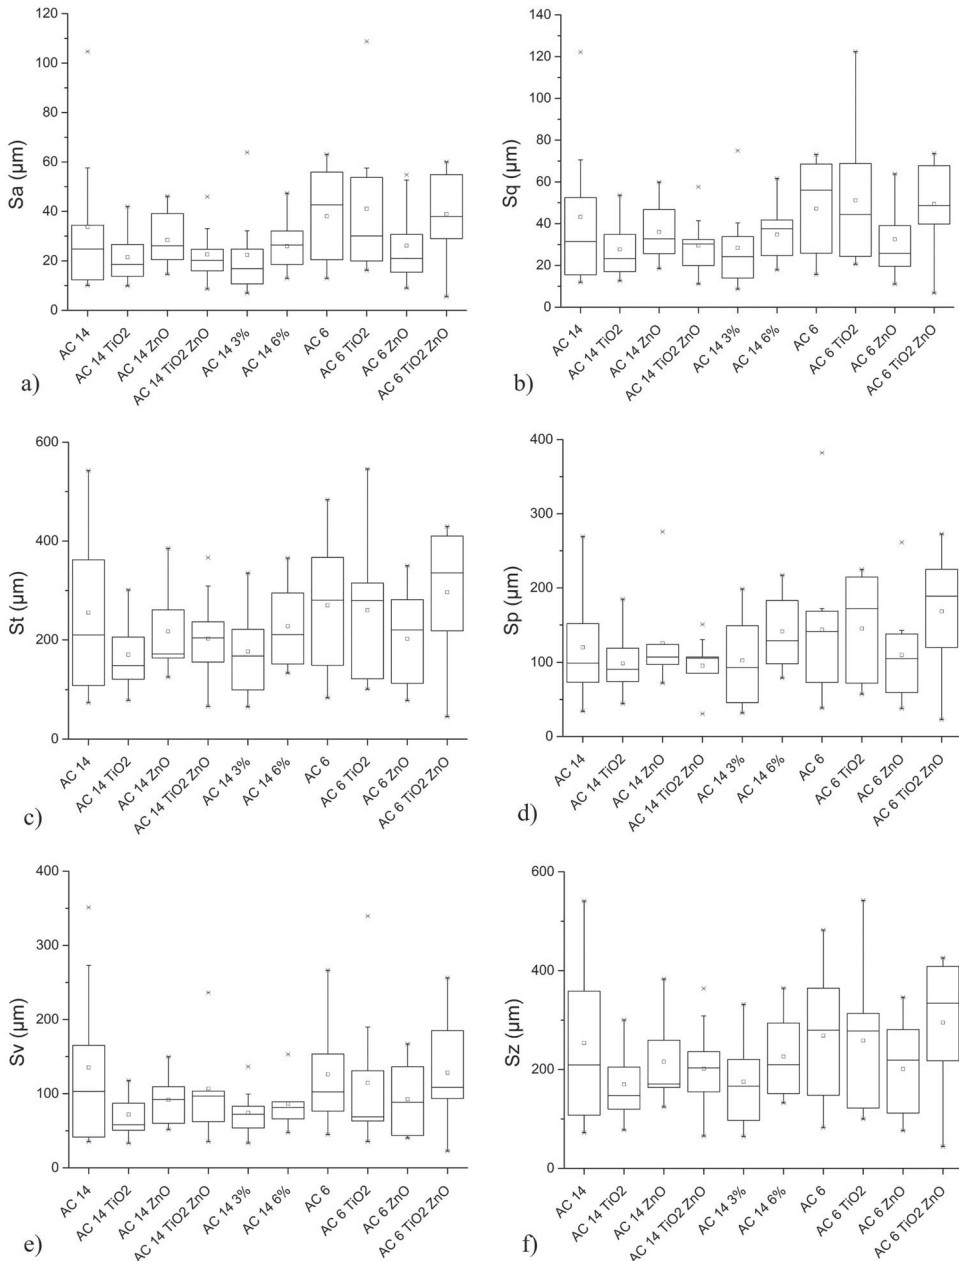 120
100
80
60
40
20
0
Sa (µm)
AC 14
AC 14 TiO2
AC 14 ZnO
AC 14 TiO2 ZnO
AC 14 3%
AC 14 6%
AC 6
AC 6 TiO2
AC 6 ZnO
AC 6 TiO2 ZnO
a)
140
120
100
80
60
40
20
0
Sq (µm)
AC 14
AC 14 TiO2
AC 14 ZnO
AC 14 TiO2 ZnO
AC 14 3%
AC 14 6%
AC 6
AC 6 TiO2
AC 6 ZnO
AC 6 TiO2 ZnO
b)
600
400
200
0
St (µm)
AC 14
AC 14 TiO2
AC 14 ZnO
AC 14 TiO2 ZnO
AC 14 3%
AC 14 6%
AC 6
AC 6 TiO2
AC 6 ZnO
AC 6 TiO2 ZnO
c)
400
300
200
100
0
Sp (µm)
AC 14
AC 14 TiO2
AC 14 ZnO
AC 14 TiO2 ZnO
AC 14 3%
AC 14 6%
AC 6
AC 6 TiO2
AC 6 ZnO
AC 6 TiO2 ZnO
d)
400
300
200
100
0
Sv (µm)
AC 14
AC 14 TiO2
AC 14 ZnO
AC 14 TiO2 ZnO
AC 14 3%
AC 14 6%
AC 6
AC 6 TiO2
AC 6 ZnO
AC 6 TiO2 ZnO
e)
600
400
200
0
Sz (µm)
AC 14
AC 14 TiO2
AC 14 ZnO
AC 14 TiO2 ZnO
AC 14 3%
AC 14 6%
AC 6
AC 6 TiO2
AC 6 ZnO
AC 6 TiO2 ZnO
f)